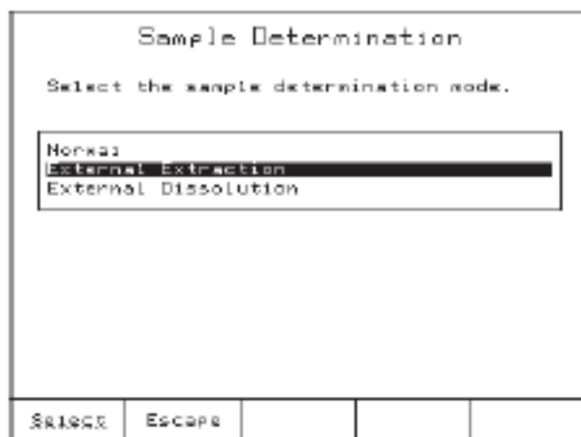 Sample Determination
Select the sample determination mode.
Normal
External Extraction
External Dissolution
Select Escape